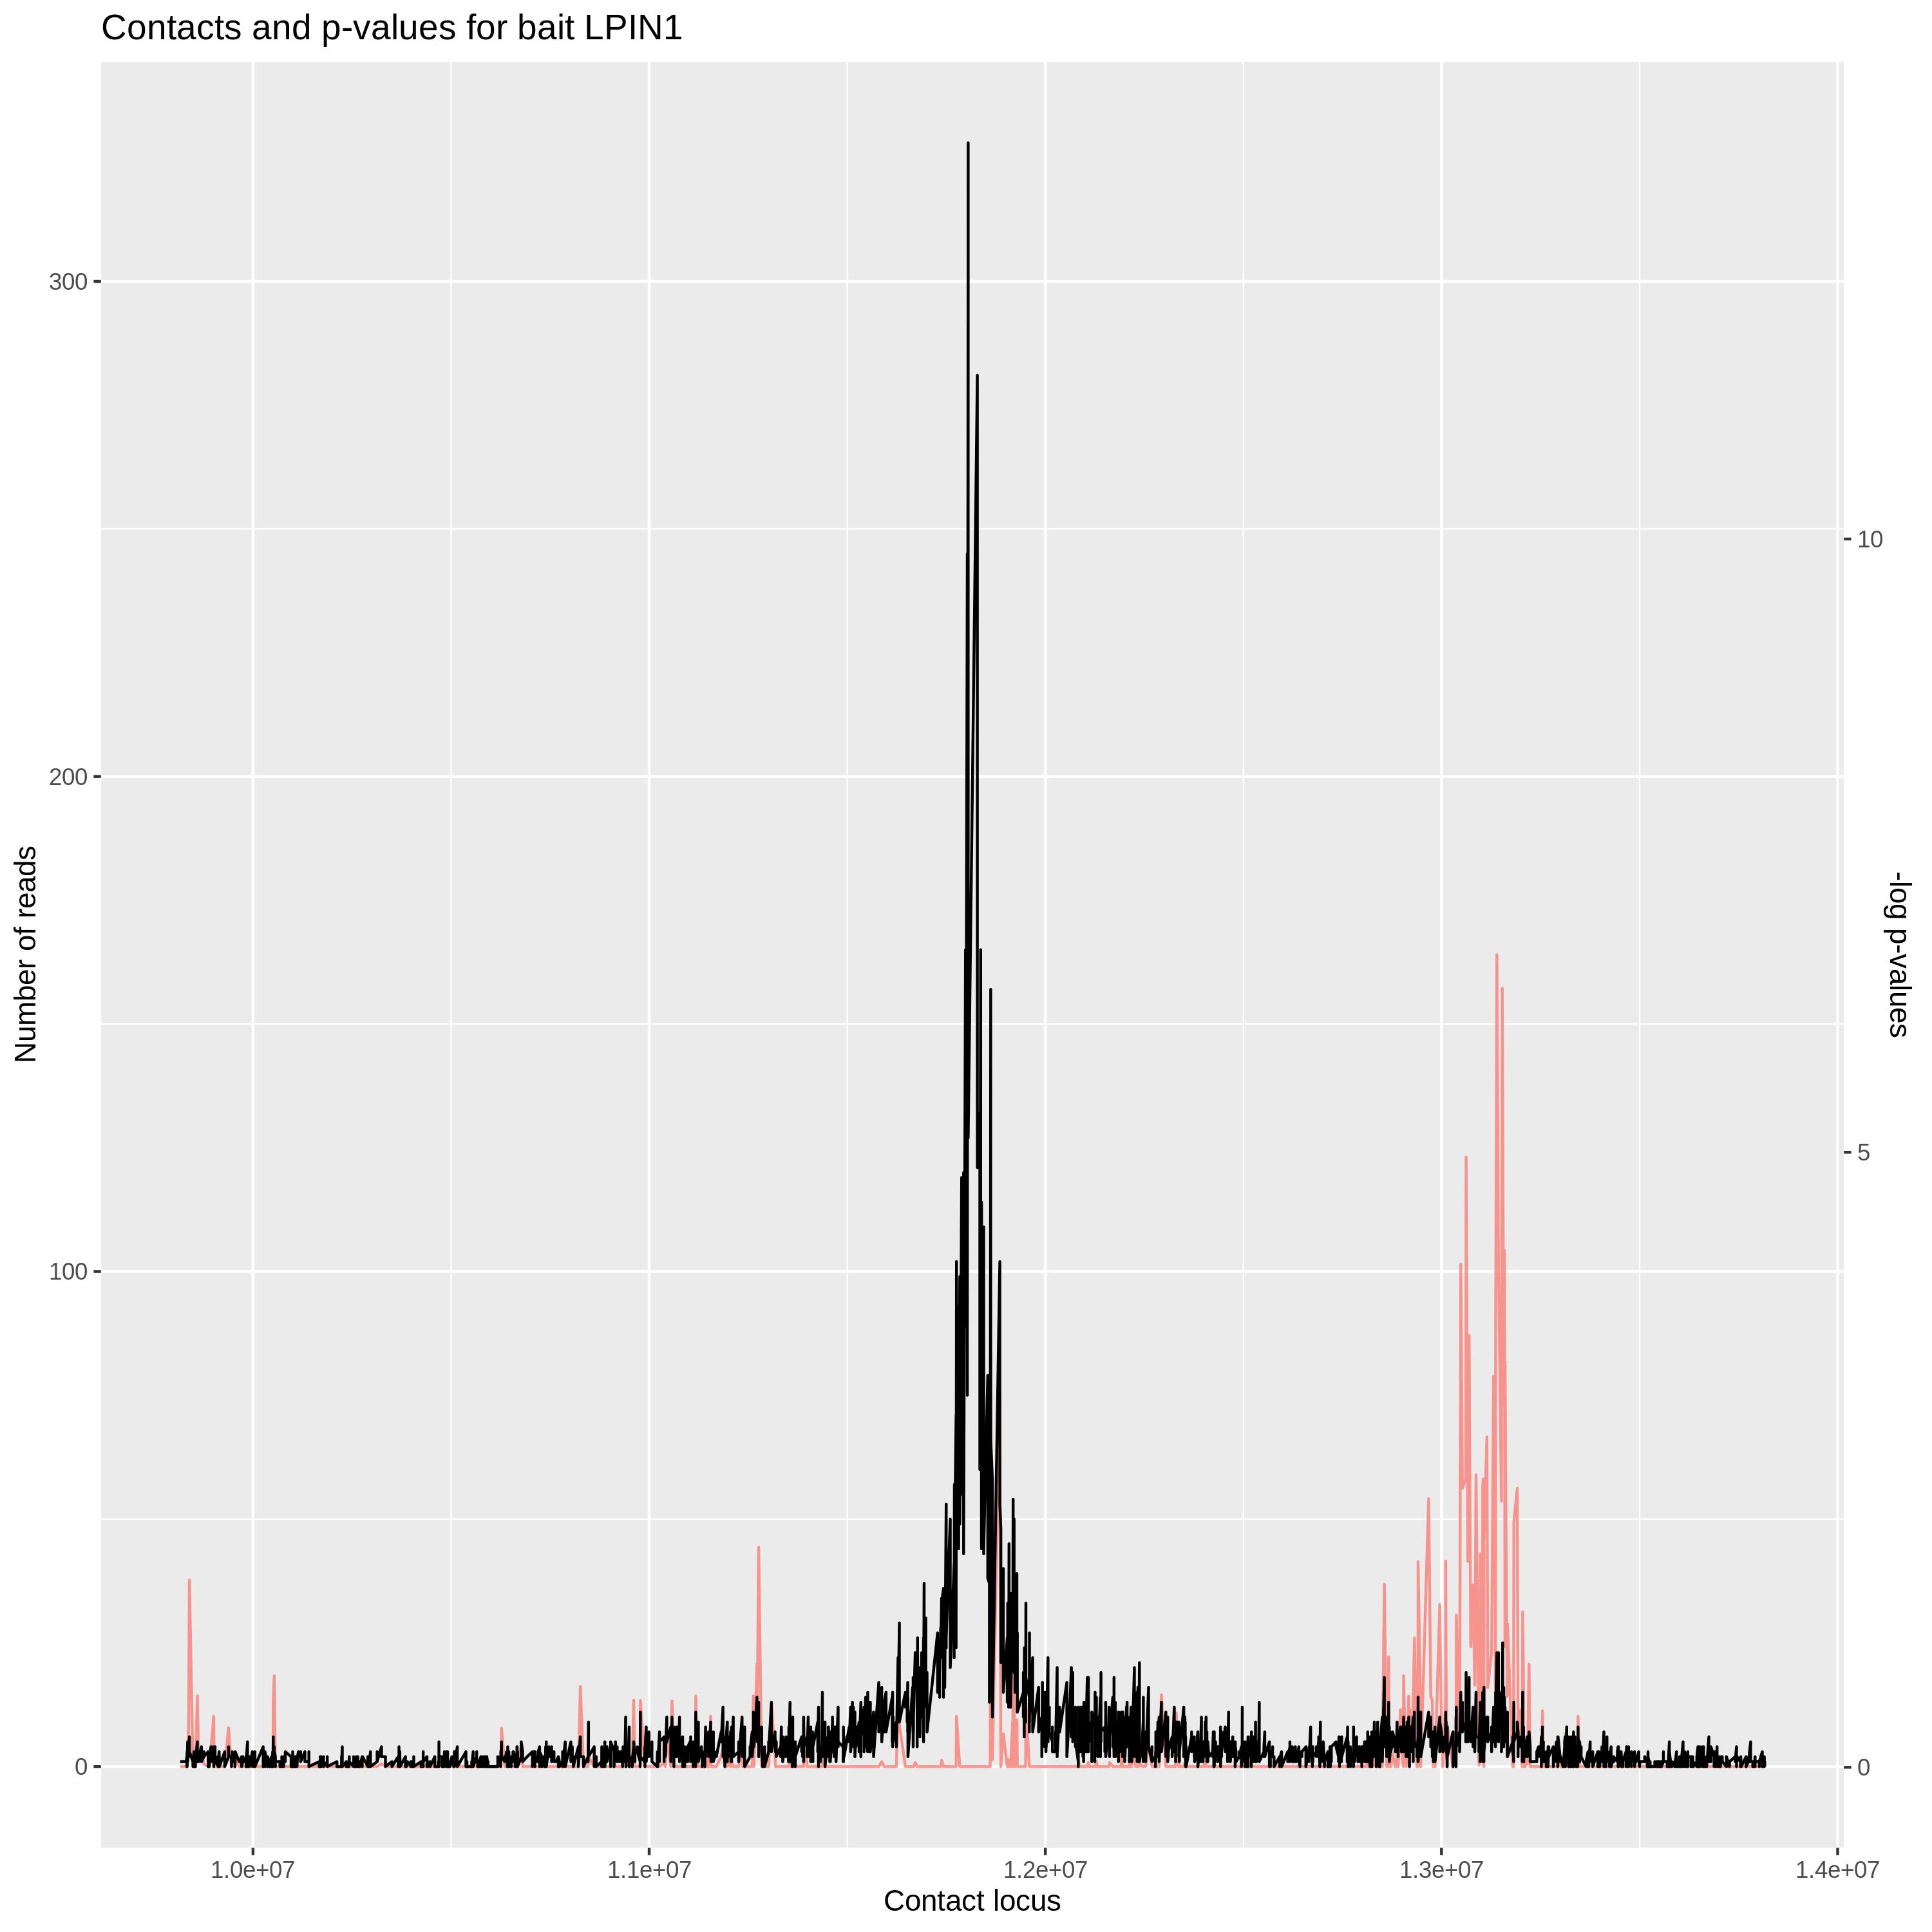 Contacts and p-values for bait LPIN1
300
200
100
0
Number of reads
10
5
0
-log p-values
1.0e+07
1.1e+07
1.2e+07
1.3e+07
1.4e+07
Contact locus